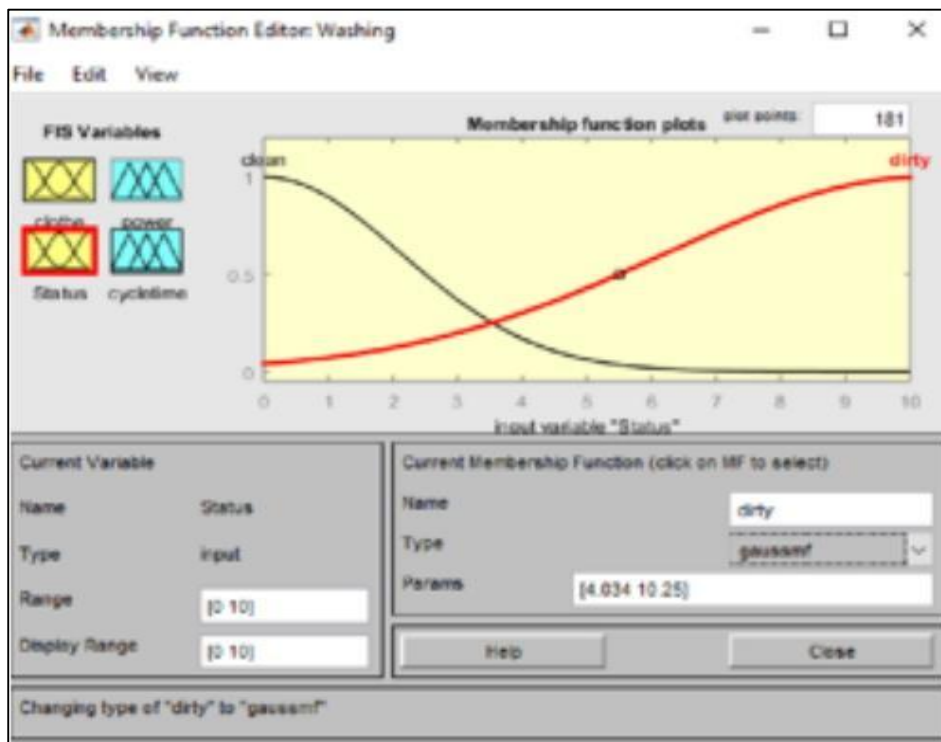 Membership Function Editor: Washing
File Edit View
FIS Variables
Membership function plots
plot points:
181
clothe
power
Status
cycletime
clean
dirty
1
0.5
0
0 1 2 3 4 5 6 7 8 9 10
input variable "Status"
Current Variable
Name Status
Type input
Range [0 10]
Display Range [0 10]
Current Membership Function (click on MF to select)
Name dirty
Type gaussmf
Params [4.034 10.25]
Help Close
Changing type of "dirty" to "gaussmf"